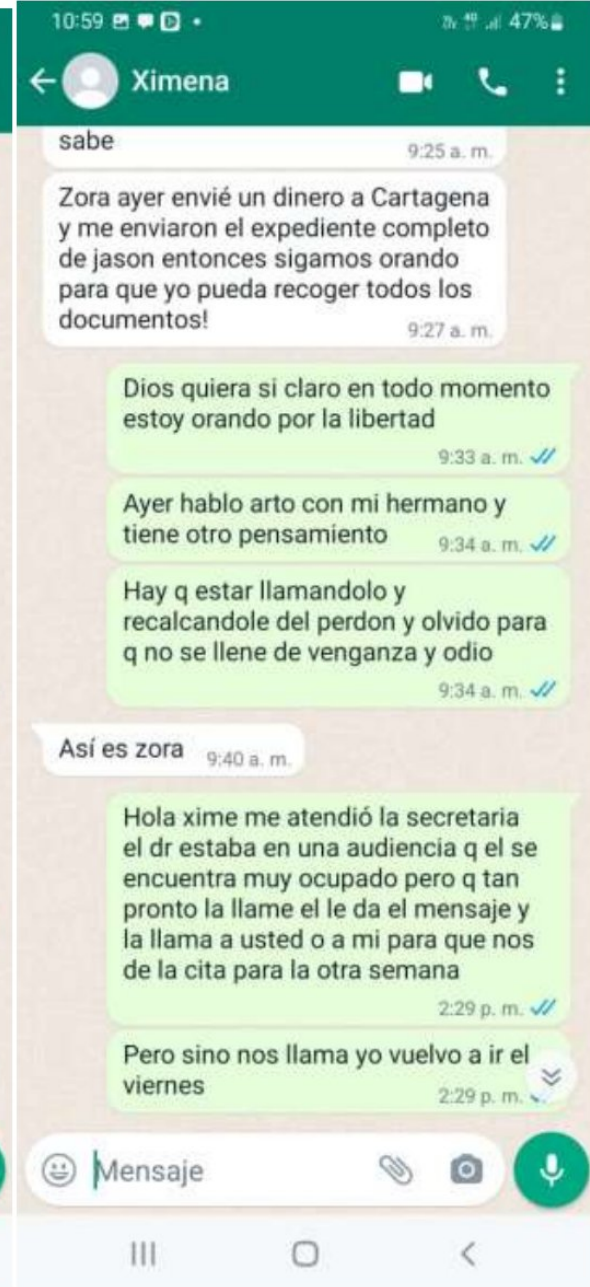 10:59
47%
Ximena
sabe
9:25 a. m.
Zora ayer envié un dinero a Cartagena
y me enviaron el expediente completo
de jason entonces sigamos orando
para que yo pueda recoger todos los
documentos!
9:27 a. m.
Dios quiera si claro en todo momento
estoy orando por la libertad
9:33 a. m.
Ayer hablo arto con mi hermano y
tiene otro pensamiento
9:34 a. m.
Hay q estar llamandolo y
recalcandole del perdon y olvido para
q no se llene de venganza y odio
9:34 a. m.
Así es zora
9:40 a. m.
Hola xime me atendió la secretaria
el dr estaba en una audiencia q el se
encuentra muy ocupado pero q tan
pronto la llame el le da el mensaje y
la llama a usted o a mi para que nos
de la cita para la otra semana
2:29 p. m.
Pero sino nos llama yo vuelvo a ir el
viernes
2:29 p. m.
Mensaje